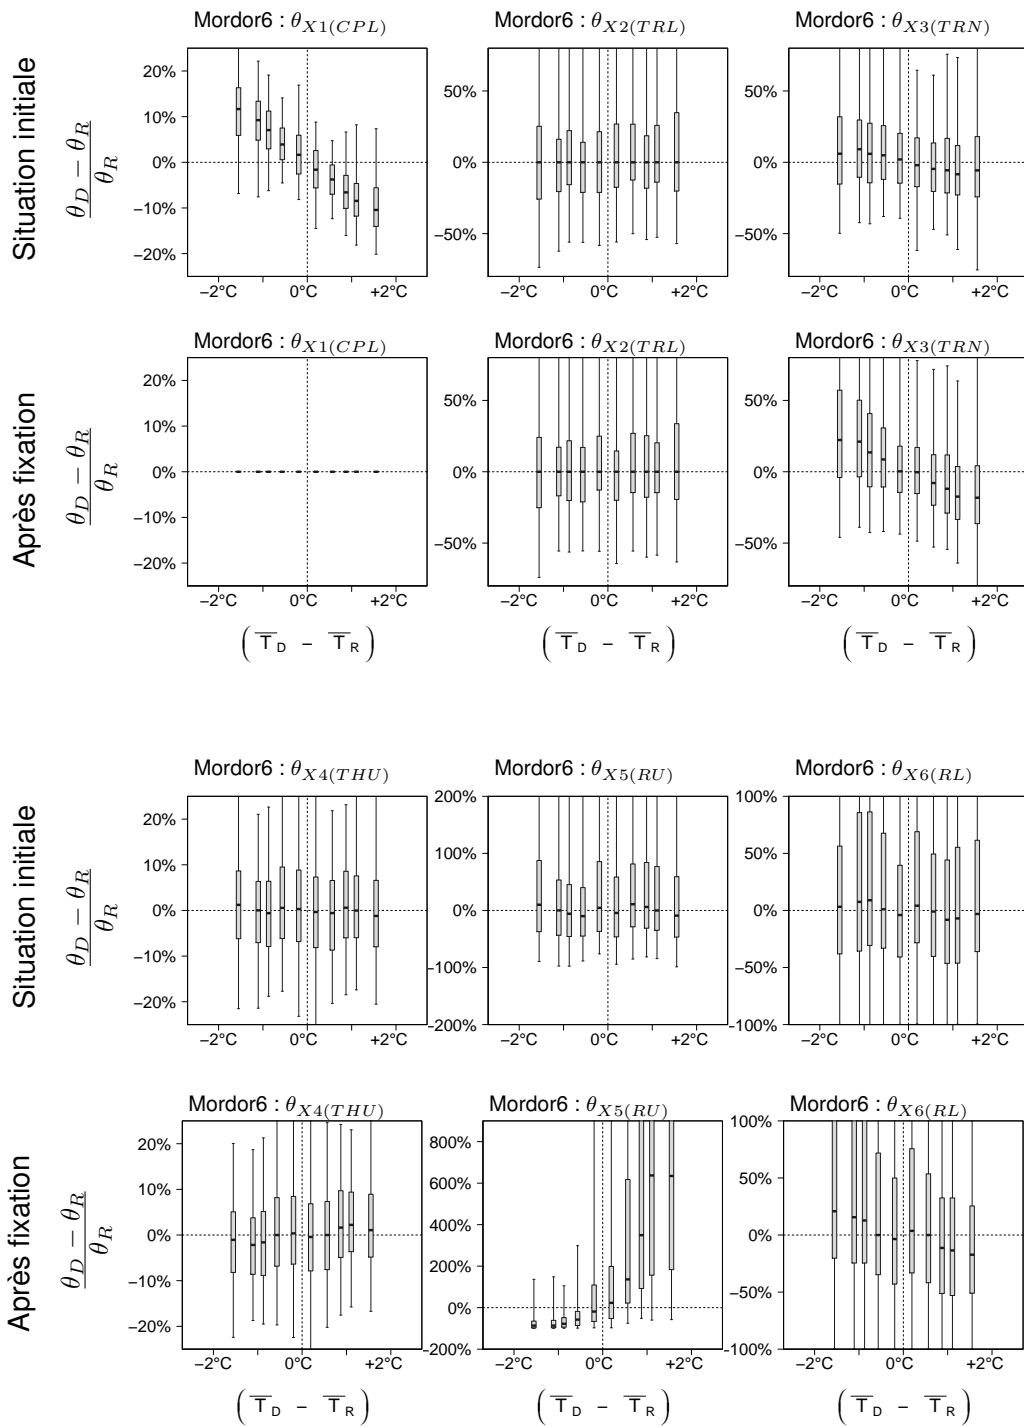 Mordor6 : θX1(CPL) Mordor6 : θX2(TRL) Mordor6 : θX3(TRN)
Situation initiale
θD − θR
θR
20%
10%
0%
−10%
−20%
50%
0%
−50%
50%
0%
−50%
−2°C 0°C +2°C −2°C 0°C +2°C −2°C 0°C +2°C
Mordor6 : θX1(CPL) Mordor6 : θX2(TRL) Mordor6 : θX3(TRN)
Après fixation
θD − θR
θR
20%
10%
0%
−10%
−20%
50%
0%
−50%
50%
0%
−50%
−2°C 0°C +2°C −2°C 0°C +2°C −2°C 0°C +2°C
( TD − TR ) ( TD − TR ) ( TD − TR )
Mordor6 : θX4(THU) Mordor6 : θX5(RU) Mordor6 : θX6(RL)
Situation initiale
θD − θR
θR
20%
10%
0%
−10%
−20%
200%
100%
0%
−100%
−200%
100%
50%
0%
−50%
−100%
−2°C 0°C +2°C −2°C 0°C +2°C −2°C 0°C +2°C
Mordor6 : θX4(THU) Mordor6 : θX5(RU) Mordor6 : θX6(RL)
Après fixation
θD − θR
θR
20%
10%
0%
−10%
−20%
800%
600%
400%
200%
0%
−200%
100%
50%
0%
−50%
−100%
−2°C 0°C +2°C −2°C 0°C +2°C −2°C 0°C +2°C
( TD − TR ) ( TD − TR ) ( TD − TR )